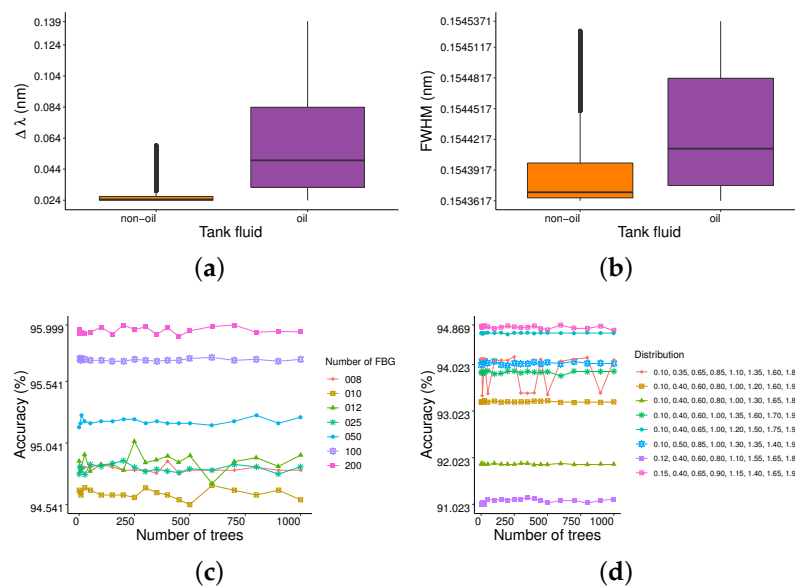 0.139
0.124
0.104
0.084
0.064
0.044
0.024
Δ λ (nm)
non−oil
oil
Tank fluid
(a)
0.1545371
0.1545117
0.1544817
0.1544517
0.1544217
0.1543917
0.1543617
FWHM (nm)
non−oil
oil
Tank fluid
(b)
95.999
95.541
95.041
94.541
Accuracy (%)
0
250
500
750
1000
Number of trees
Number of FBG
008
010
012
025
050
100
200
(c)
94.869
94.023
93.023
92.023
91.023
Accuracy (%)
0
250
500
750
1000
Number of trees
Distribution
0.10, 0.35, 0.65, 0.85, 1.10, 1.35, 1.60, 1.8
0.10, 0.40, 0.60, 0.80, 1.00, 1.20, 1.60, 1.9
0.10, 0.40, 0.60, 0.80, 1.00, 1.30, 1.65, 1.8
0.10, 0.40, 0.60, 1.00, 1.35, 1.60, 1.70, 1.9
0.10, 0.40, 0.65, 1.00, 1.20, 1.50, 1.75, 1.9
0.10, 0.50, 0.85, 1.00, 1.30, 1.35, 1.40, 1.9
0.12, 0.40, 0.60, 0.80, 1.10, 1.55, 1.65, 1.8
0.15, 0.40, 0.65, 0.90, 1.15, 1.40, 1.65, 1.9
(d)